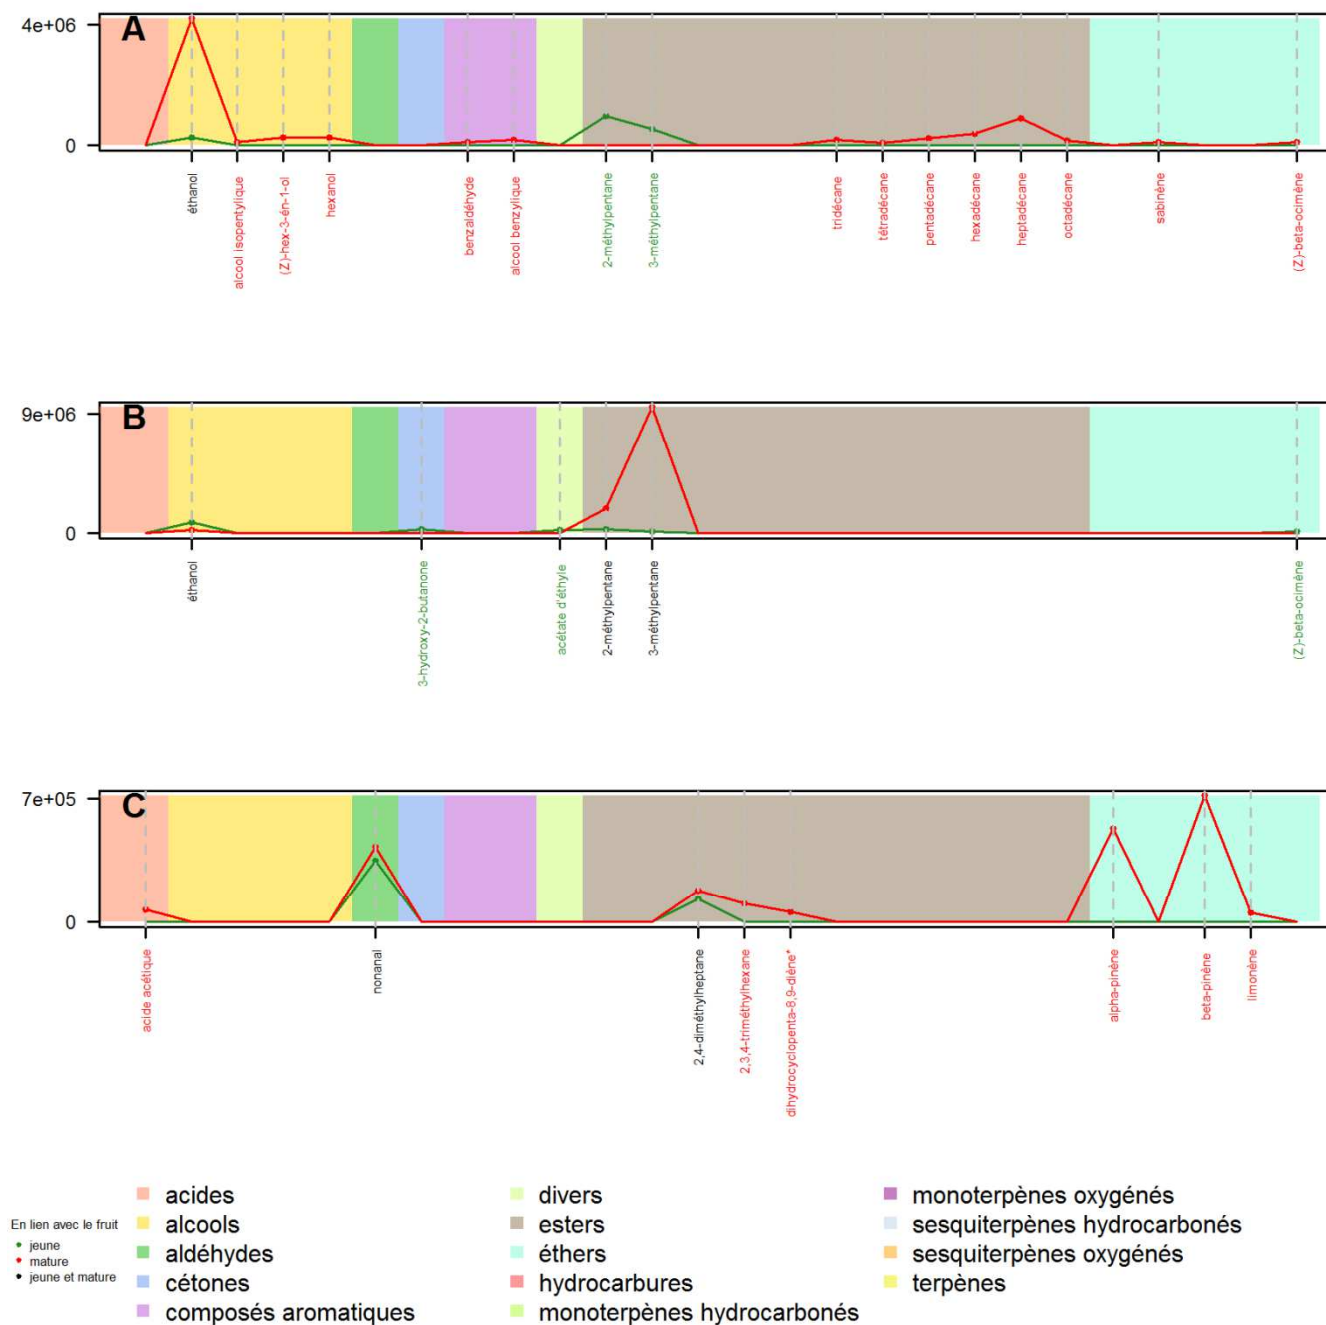 4e+06
A
0
éthanol
alcool isopentylique
(Z)-hex-3-én-1-ol
hexanol
benzaldéhyde
alcool benzylique
2-méthylpentane
3-méthylpentane
tridécane
tétradécane
pentadécane
hexadécane
heptadécane
octadécane
sabinène
(Z)-beta-ocimène
9e+06
B
0
éthanol
3-hydroxy-2-butanone
acétate d'éthyle
2-méthylpentane
3-méthylpentane
(Z)-beta-ocimène
7e+05
C
0
acide acétique
nonanal
2,4-diméthylheptane
2,3,4-triméthylhexane
dihydrocyclopenta-8,9-diène*
alpha-pinène
beta-pinène
limonène
En lien avec le fruit
jeune
mature
jeune et mature
acides
alcools
aldéhydes
cétones
composés aromatiques
divers
esters
éthers
hydrocarbures
monoterpènes hydrocarbonés
monoterpènes oxygénés
sesquiterpènes hydrocarbonés
sesquiterpènes oxygénés
terpènes